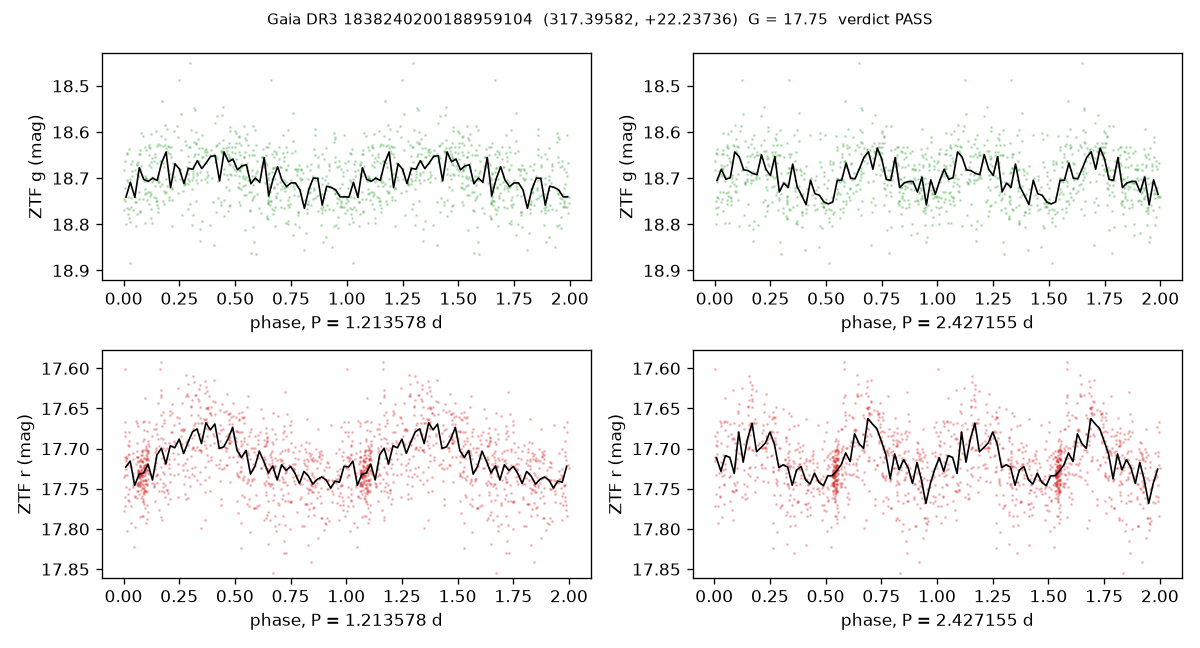 Gaia DR3 1838240200188959104 (317.39582, +22.23736) G = 17.75 verdict PASS
ZTF g (mag)
18.5
18.6
18.7
18.8
18.9
0.00 0.25 0.50 0.75 1.00 1.25 1.50 1.75 2.00
phase, P = 1.213578 d
ZTF g (mag)
18.5
18.6
18.7
18.8
18.9
0.00 0.25 0.50 0.75 1.00 1.25 1.50 1.75 2.00
phase, P = 2.427155 d
ZTF r (mag)
17.60
17.65
17.70
17.75
17.80
17.85
0.00 0.25 0.50 0.75 1.00 1.25 1.50 1.75 2.00
phase, P = 1.213578 d
ZTF r (mag)
17.60
17.65
17.70
17.75
17.80
17.85
0.00 0.25 0.50 0.75 1.00 1.25 1.50 1.75 2.00
phase, P = 2.427155 d